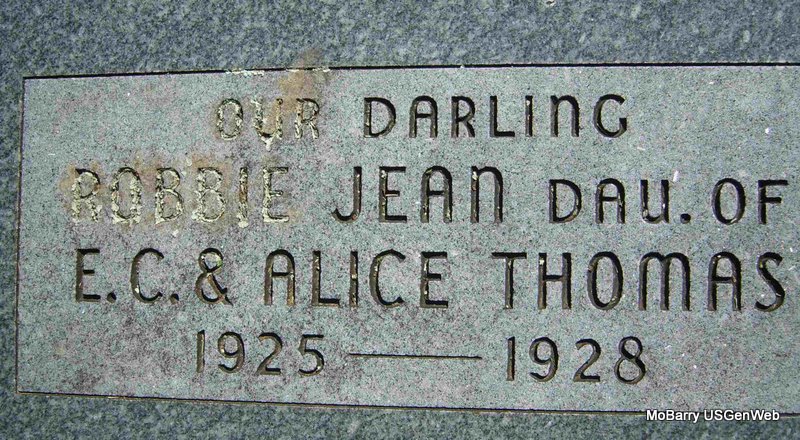 OUR DARLING
ROBBIE JEAN DAU. OF
E.C. & ALICE THOMAS
1925 — 1928
MoBarry USGenWeb